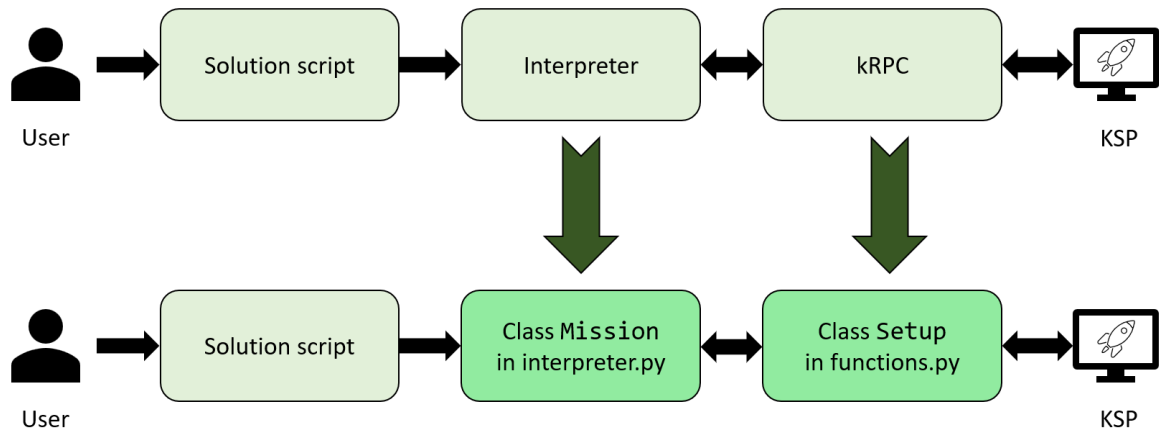 Solution script
Interpreter
kRPC
User
KSP
Solution script
Class Mission
in interpreter.py
Class Setup
in functions.py
User
KSP